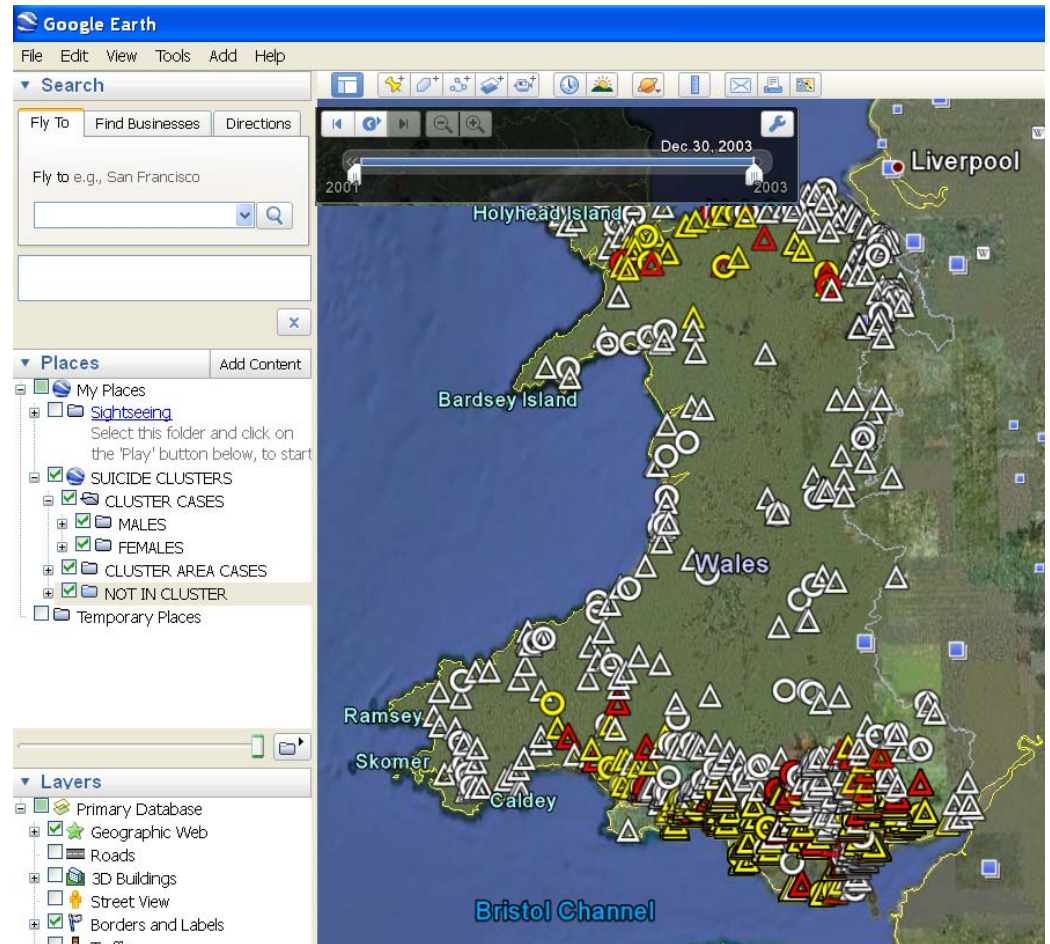 Google Earth
File Edit View Tools Add Help
Search
Fly To Find Businesses Directions
Fly to e.g., San Francisco
Places Add Content
My Places
Sightseeing
Select this folder and click on
the 'Play' button below, to start
SUICIDE CLUSTERS
CLUSTER CASES
MALES
FEMALES
CLUSTER AREA CASES
NOT IN CLUSTER
Temporary Places
Layers
Primary Database
Geographic Web
Roads
3D Buildings
Street View
Borders and Labels
Dec 30, 2003
2001 2003
Liverpool
W
Holyhead Island
W
Bardsey Island
Wales
Ramsey
Skomer
Caldey
Bristol Channel